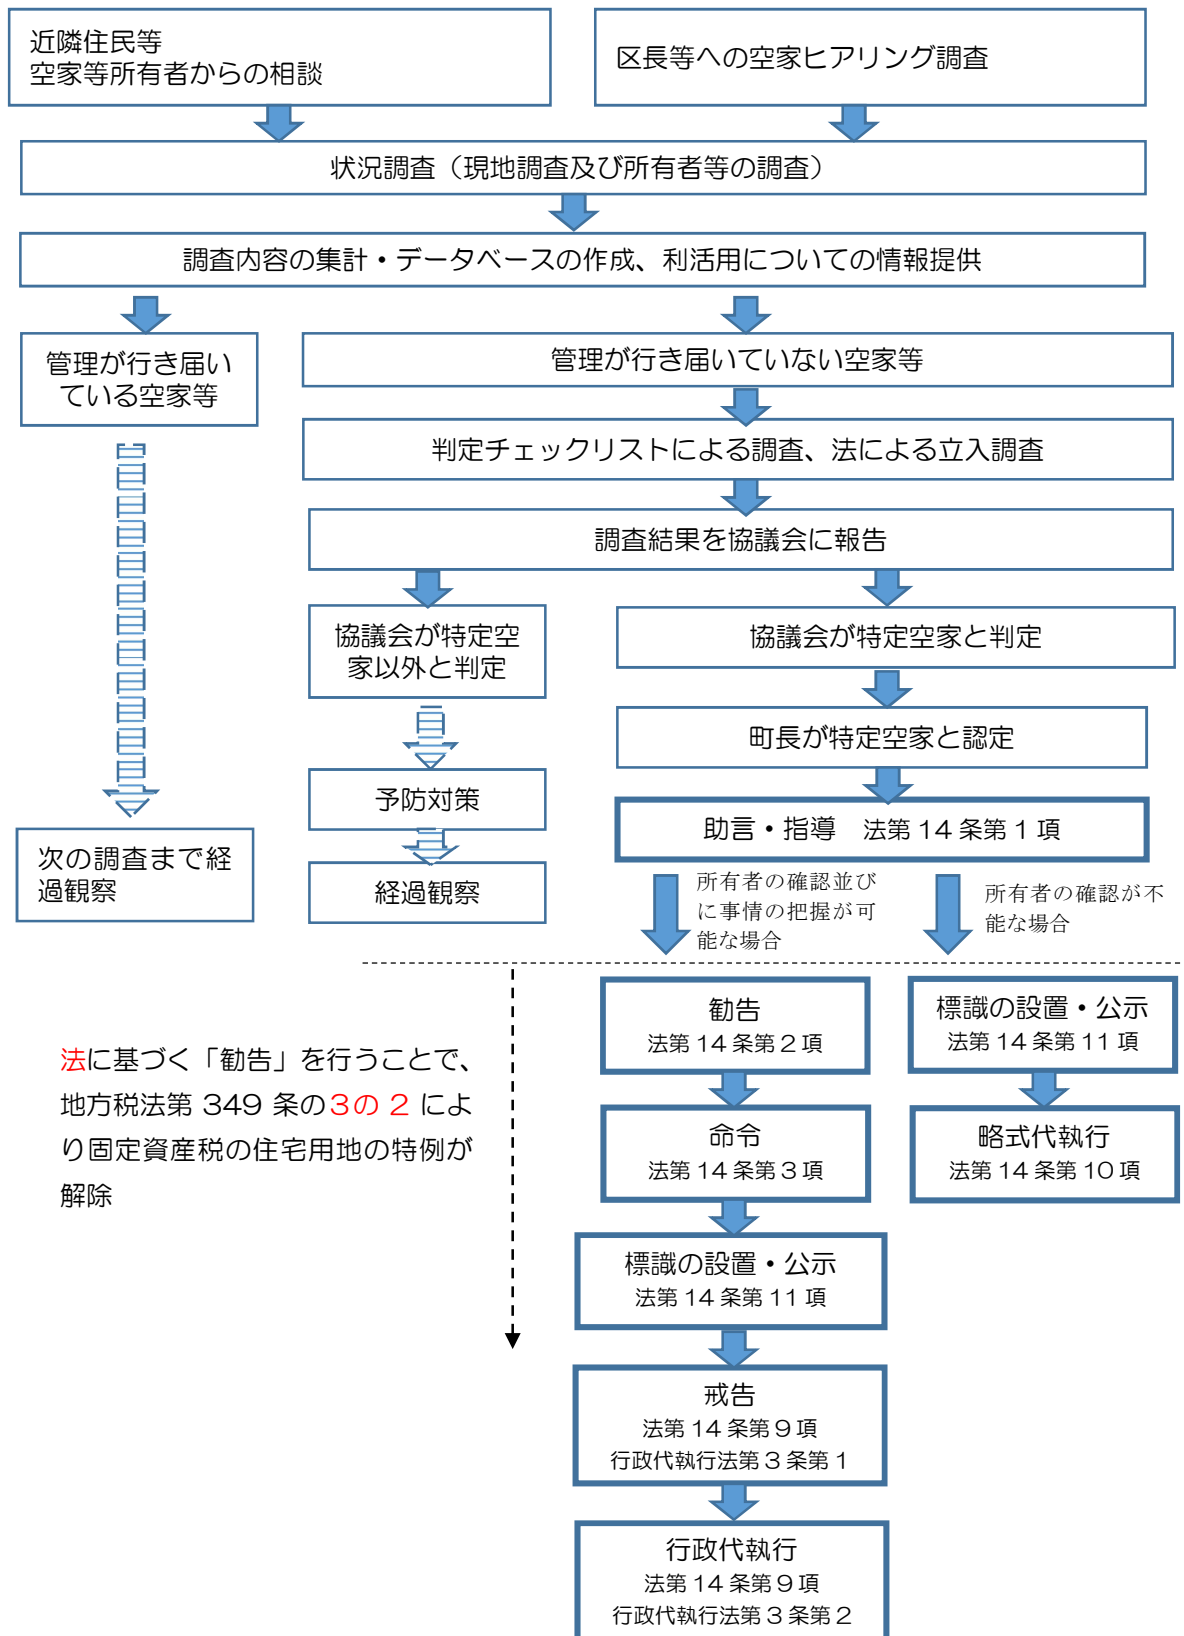 近隣住民等
空家等所有者からの相談
区長等への空家ヒアリング調査
状況調査（現地調査及び所有者等の調査）
調査内容の集計・データベースの作成、利活用についての情報提供
管理が行き届い
ている空家等
管理が行き届いていない空家等
判定チェックリストによる調査、法による立入調査
調査結果を協議会に報告
協議会が特定空
家以外と判定
協議会が特定空家と判定
町長が特定空家と認定
予防対策
助言・指導　法第 14 条第 1 項
次の調査まで経
過観察
経過観察
所有者の確認並び
に事情の把握が可
能な場合
所有者の確認が不
能な場合
勧告
法第 14 条第 2 項
標識の設置・公示
法第 14 条第 11 項
法に基づく「勧告」を行うことで、
地方税法第 349 条の３の 2 によ
り固定資産税の住宅用地の特例が
解除
命令
法第 14 条第 3 項
略式代執行
法第 14 条第 10 項
標識の設置・公示
法第 14 条第 11 項
戒告
法第 14 条第 9 項
行政代執行法第 3 条第 1
行政代執行
法第 14 条第 9 項
行政代執行法第 3 条第 2